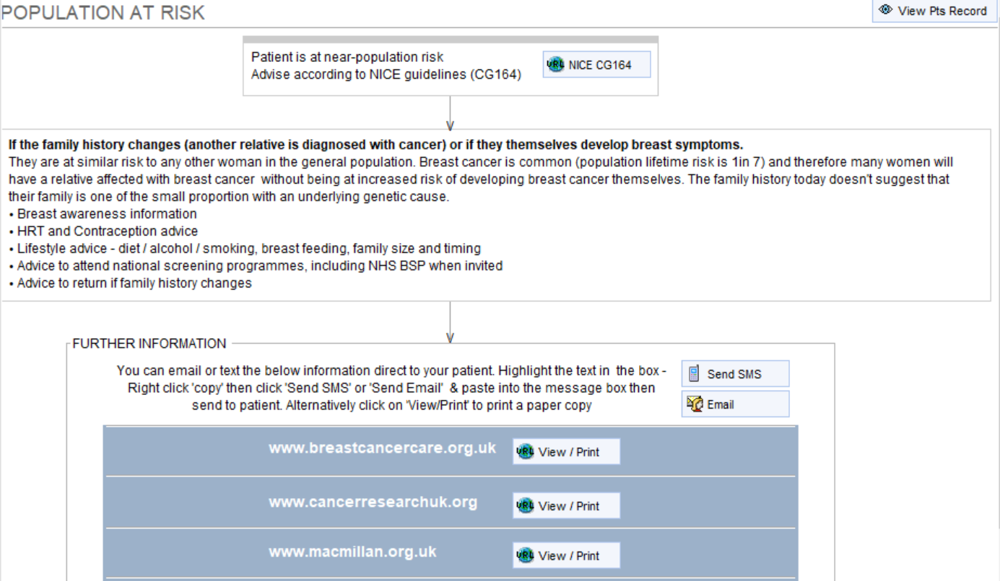 POPULATION AT RISK
View Pts Record
Patient is at near-population risk
Advise according to NICE guidelines (CG164)
URL NICE CG164
If the family history changes (another relative is diagnosed with cancer) or if they themselves develop breast symptoms.
They are at similar risk to any other woman in the general population. Breast cancer is common (population lifetime risk is 1in 7) and therefore many women will
have a relative affected with breast cancer without being at increased risk of developing breast cancer themselves. The family history today doesn't suggest that
their family is one of the small proportion with an underlying genetic cause.
• Breast awareness information
• HRT and Contraception advice
• Lifestyle advice - diet / alcohol / smoking, breast feeding, family size and timing
• Advice to attend national screening programmes, including NHS BSP when invited
• Advice to return if family history changes
FURTHER INFORMATION
You can email or text the below information direct to your patient. Highlight the text in the box -
Right click 'copy' then click 'Send SMS' or 'Send Email' & paste into the message box then
send to patient. Alternatively click on 'View/Print' to print a paper copy
Send SMS
Email
www.breastcancercare.org.uk
URL View / Print
www.cancerresearchuk.org
URL View / Print
www.macmillan.org.uk
URL View / Print